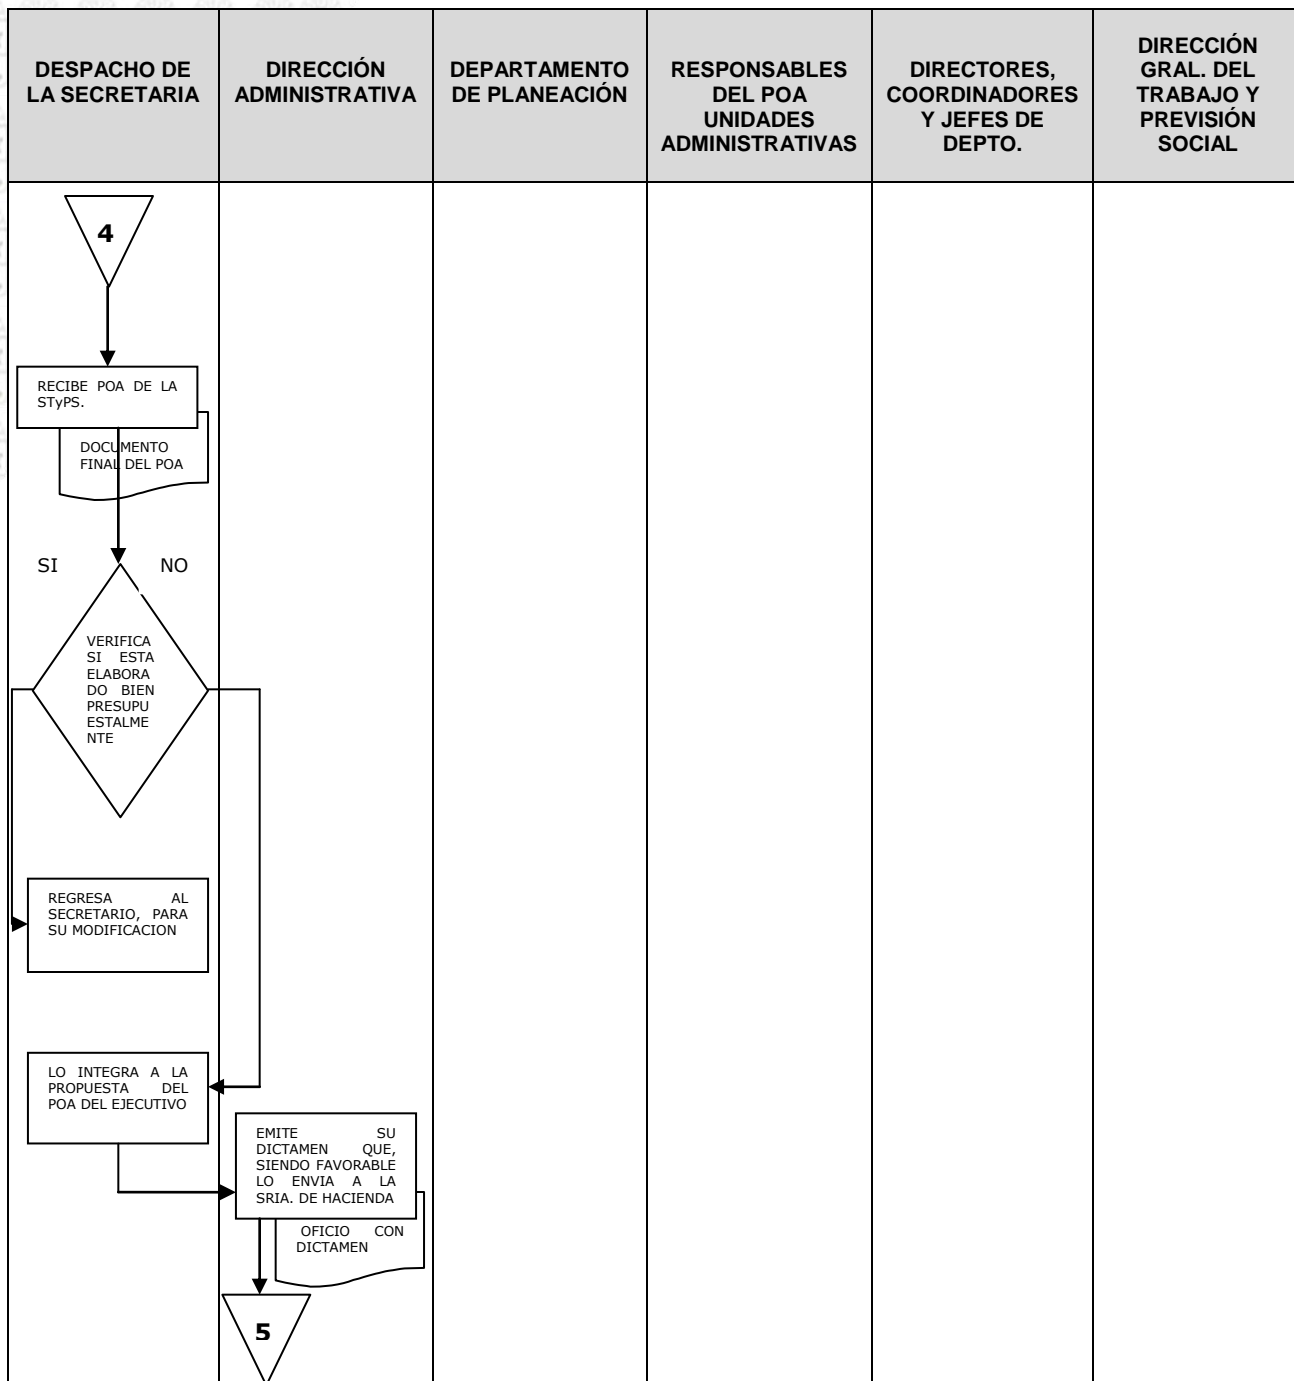 DESPACHO DE
LA SECRETARIA
DIRECCIÓN
ADMINISTRATIVA
DEPARTAMENTO
DE PLANEACIÓN
RESPONSABLES
DEL POA
UNIDADES
ADMINISTRATIVAS
DIRECTORES,
COORDINADORES
Y JEFES DE
DEPTO.
DIRECCIÓN
GRAL. DEL
TRABAJO Y
PREVISIÓN
SOCIAL
4
RECIBE POA DE LA
STyPS.
DOCUMENTO
FINAL DEL POA
SI
NO
VERIFICA
SI ESTA
ELABORA
DO BIEN
PRESUPU
ESTALME
NTE
REGRESA AL
SECRETARIO, PARA
SU MODIFICACION
LO INTEGRA A LA
PROPUESTA DEL
POA DEL EJECUTIVO
EMITE SU
DICTAMEN QUE,
SIENDO FAVORABLE
LO ENVIA A LA
SRIA. DE HACIENDA
OFICIO CON
DICTAMEN
5